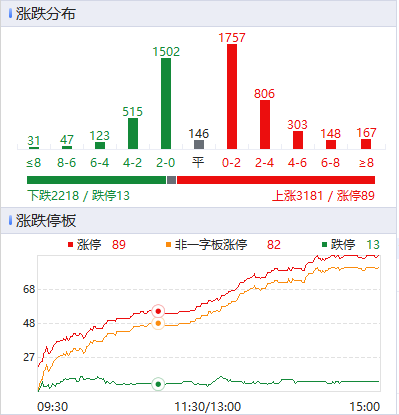 涨跌分布
31 47 123 515 1502 146 1757 806 303 148 167
≤8 8-6 6-4 4-2 2-0 平 0-2 2-4 4-6 6-8 ≥8
下跌2218 / 跌停13 上涨3181 / 涨停89
涨跌停板
涨停 89 非一字板涨停 82 跌停 13
68
48
27
09:30 11:30/13:00 15:00